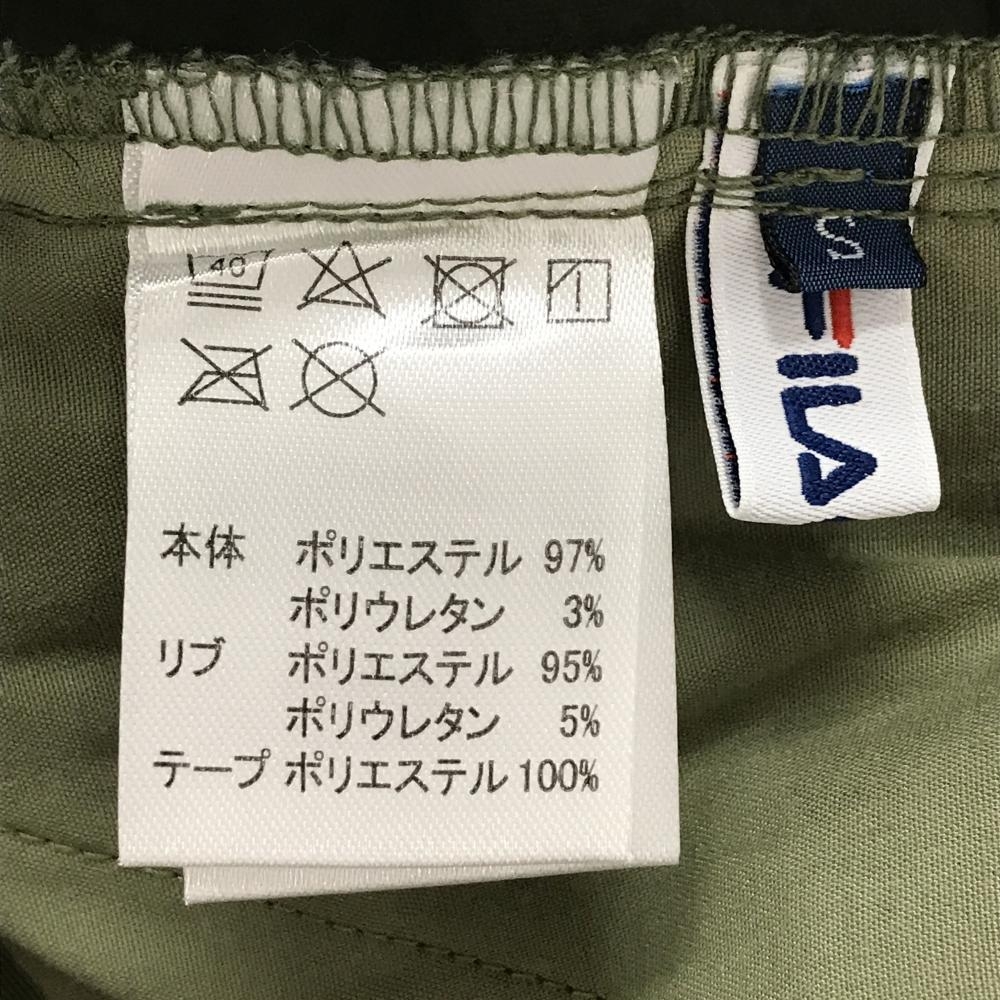 40
本体 ポリエステル 97%
ポリウレタン 3%
リブ ポリエステル 95%
ポリウレタン 5%
テープ ポリエステル 100%
S
FILA